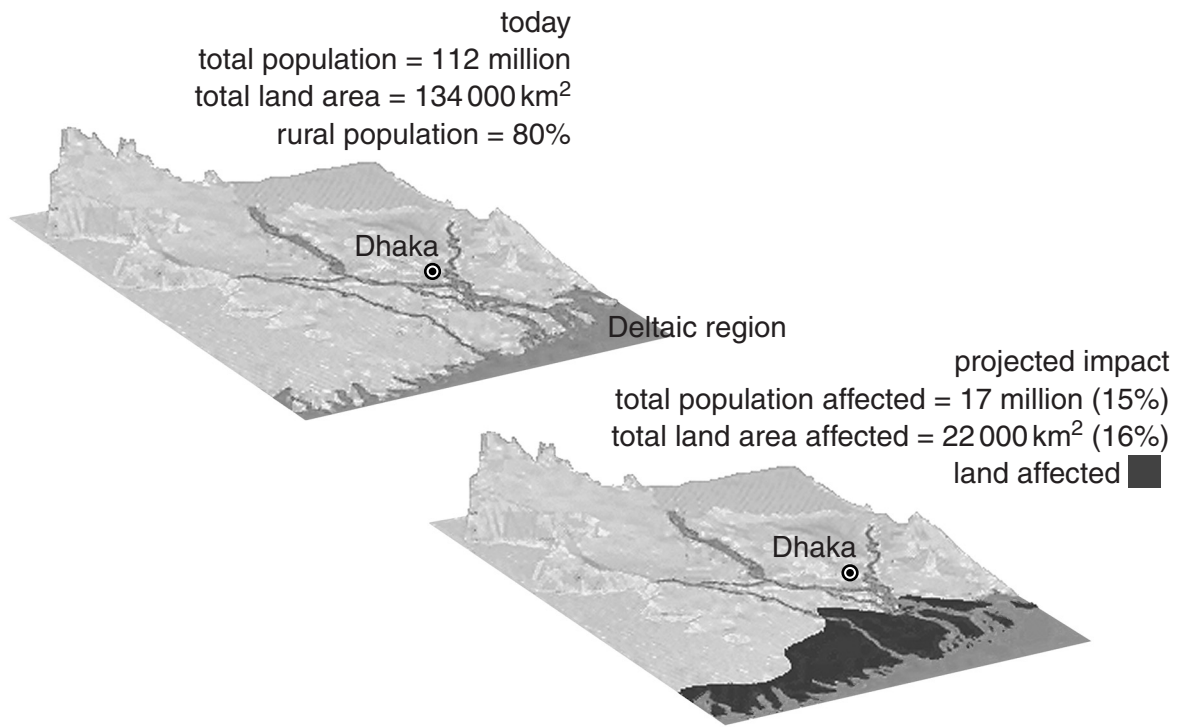 today
total population = 112 million
total land area = 134 000 km²
rural population = 80%
Dhaka
Deltaic region
projected impact
total population affected = 17 million (15%)
total land area affected = 22 000 km² (16%)
land affected
Dhaka